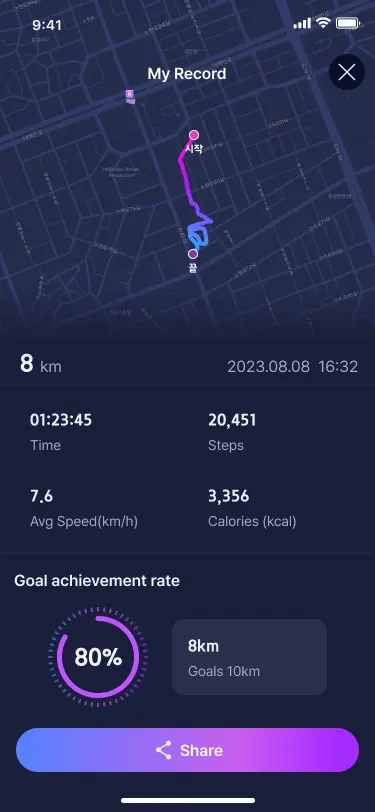 9:41
My Record
시작
끝
8 km
2023.08.08 16:32
01:23:45
Time
20,451
Steps
7.6
Avg Speed(km/h)
3,356
Calories (kcal)
Goal achievement rate
80%
8km
Goals 10km
Share